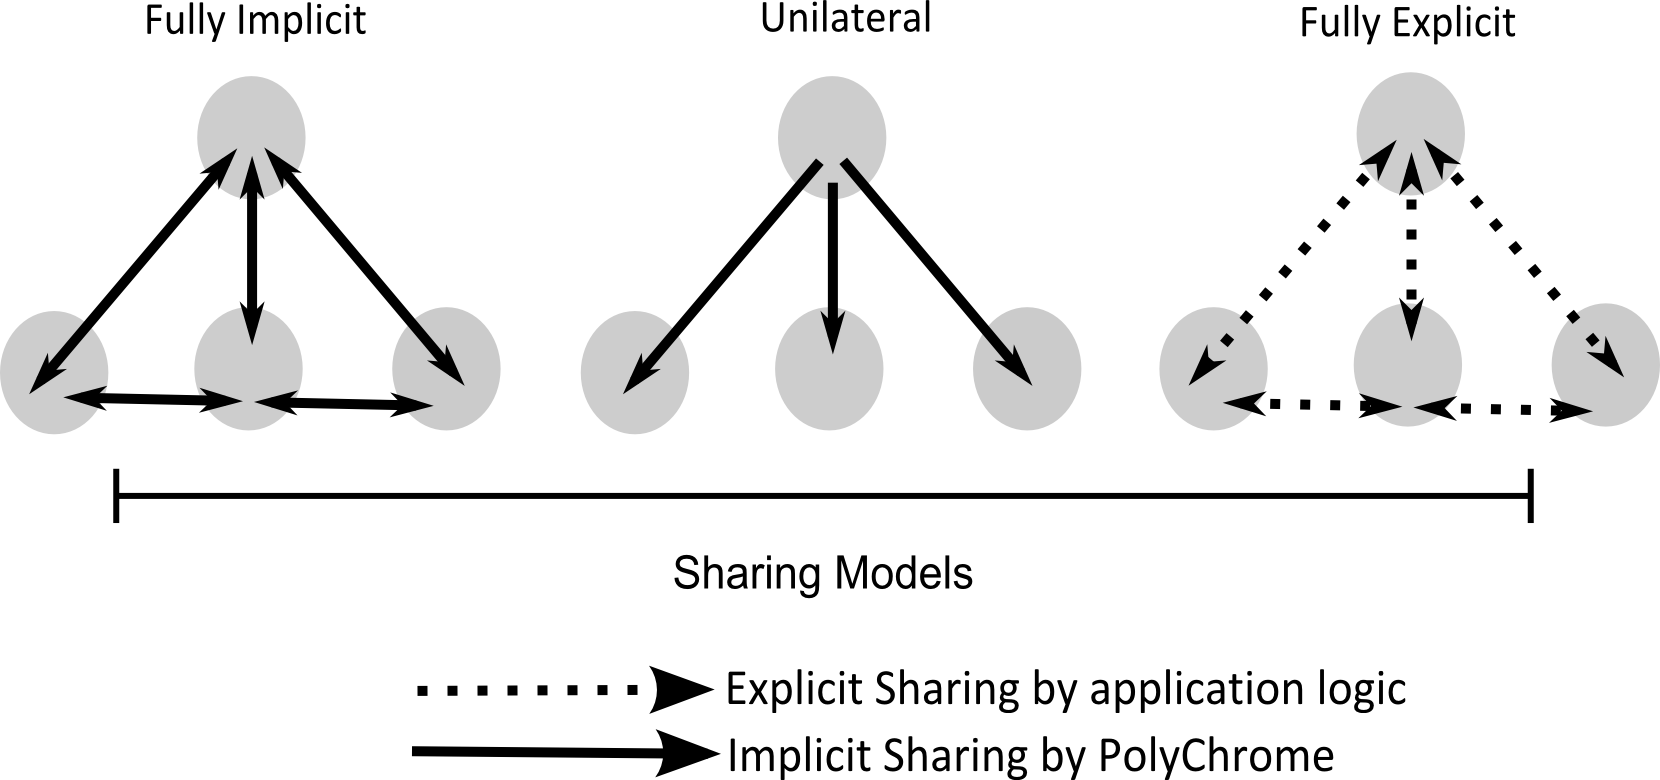 Fully Implicit
Unilateral
Fully Explicit
Sharing Models
Explicit Sharing by application logic
Implicit Sharing by PolyChrome